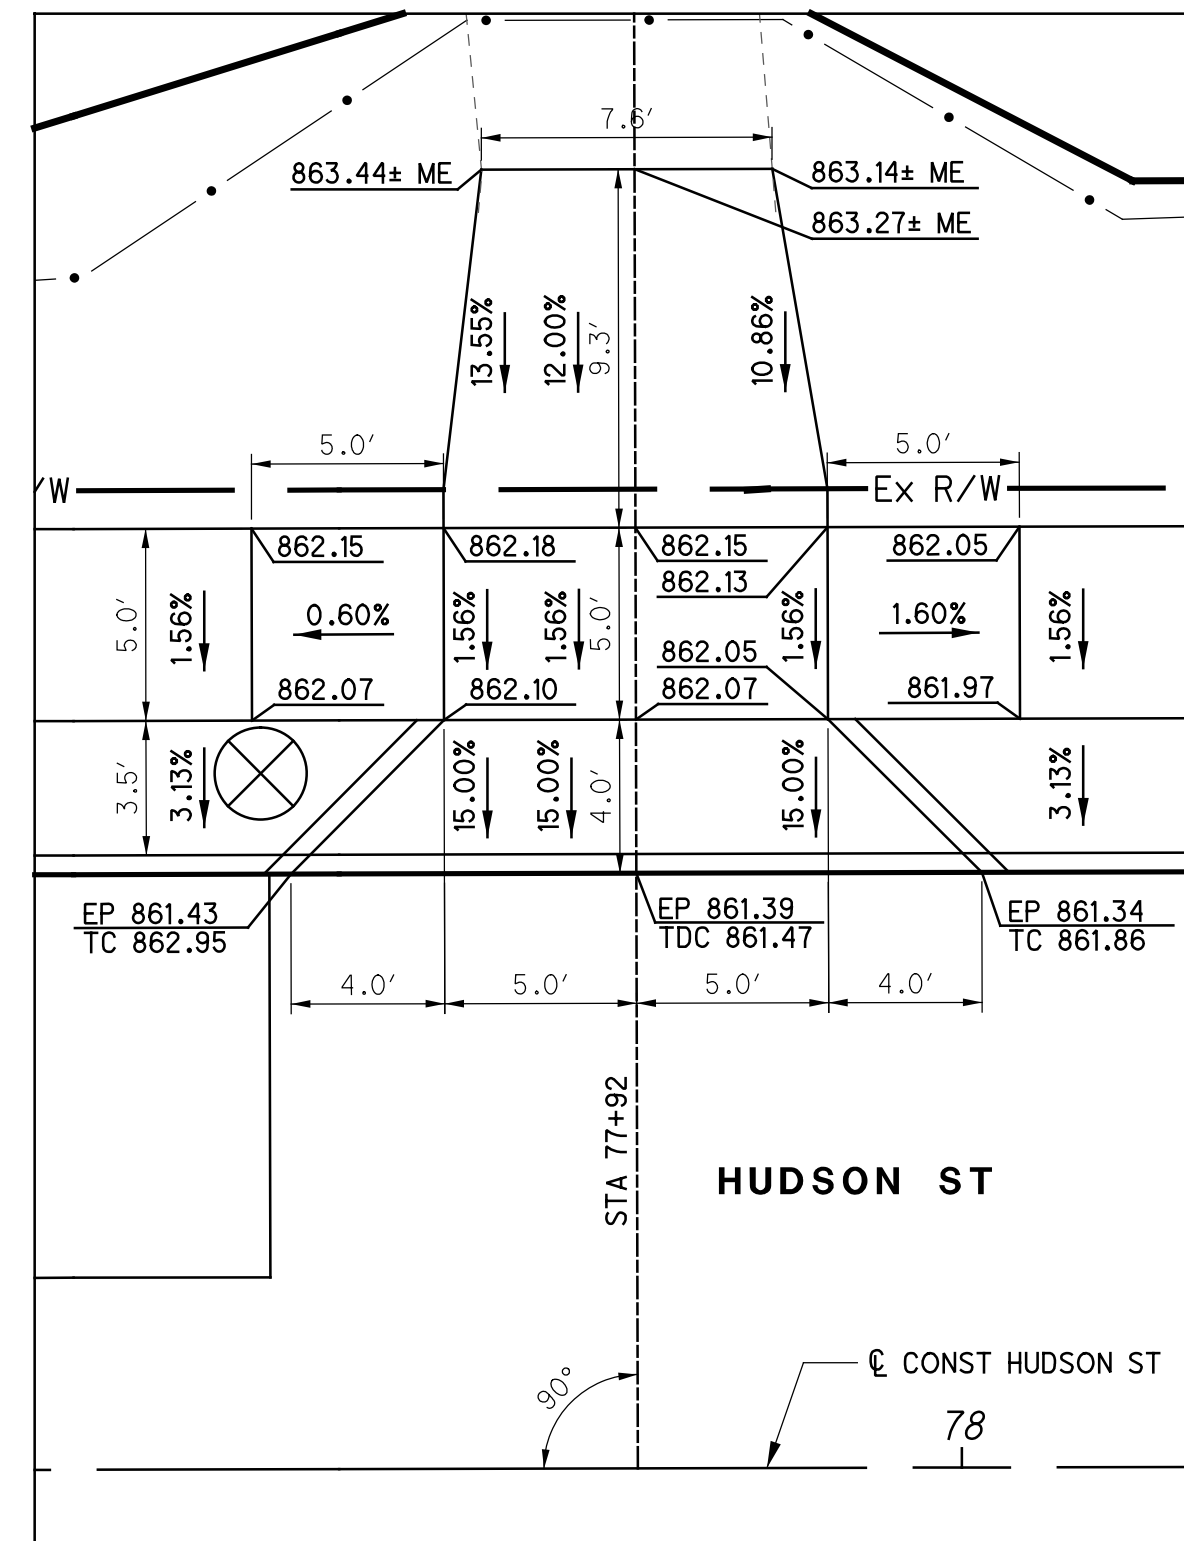 7.6'
863.44± ME
863.14± ME
863.27± ME
13.55%
12.00%
9.3'
10.86%
5.0'
5.0'
/W
Ex R/W
862.15
862.18
862.15
862.05
862.13
5.0'
1.56%
0.60%
1.56%
1.56%
5.0'
1.56%
1.60%
1.56%
862.05
862.07
862.10
862.07
861.97
3.5'
3.13%
15.00%
15.00%
4.0'
15.00%
3.13%
EP 861.43
TC 862.95
EP 861.39
TDC 861.47
EP 861.34
TC 861.86
4.0'
5.0'
5.0'
4.0'
STA 77+92
HUDSON ST
90°
℄ CONST HUDSON ST
78